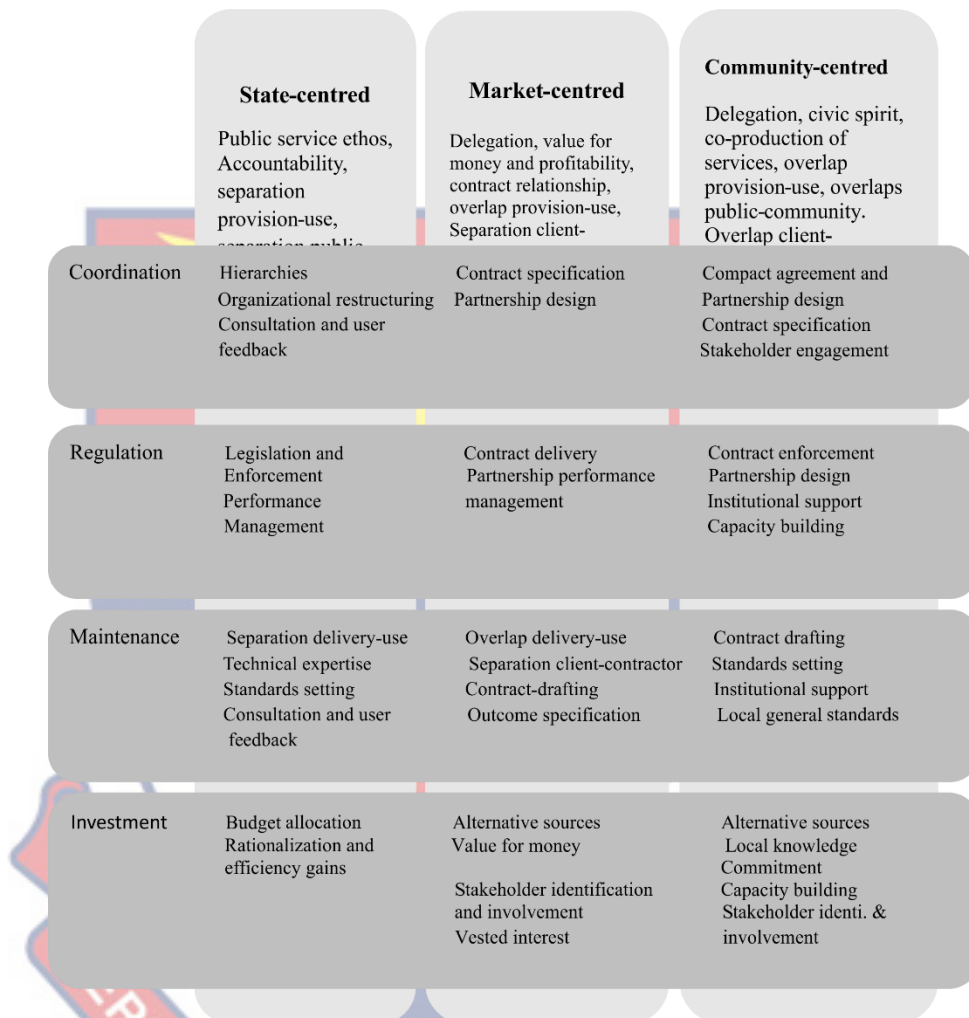 State-centred
Public service ethos,
Accountability,
separation
provision-use,
separation public
Market-centred
Delegation, value for
money and profitability,
contract relationship,
overlap provision-use,
Separation client-
Community-centred
Delegation, civic spirit,
co-production of
services, overlap
provision-use, overlaps
public-community.
Overlap client-
Coordination
Hierarchies
Organizational restructuring
Consultation and user
feedback
Contract specification
Partnership design
Compact agreement and
Partnership design
Contract specification
Stakeholder engagement
Regulation
Legislation and
Enforcement
Performance
Management
Contract delivery
Partnership performance
management
Contract enforcement
Partnership design
Institutional support
Capacity building
Maintenance
Separation delivery-use
Technical expertise
Standards setting
Consultation and user
feedback
Overlap delivery-use
Separation client-contractor
Contract-drafting
Outcome specification
Contract drafting
Standards setting
Institutional support
Local general standards
Investment
Budget allocation
Rationalization and
efficiency gains
Alternative sources
Value for money
Stakeholder identification
and involvement
Vested interest
Alternative sources
Local knowledge
Commitment
Capacity building
Stakeholder identi. &
involvement